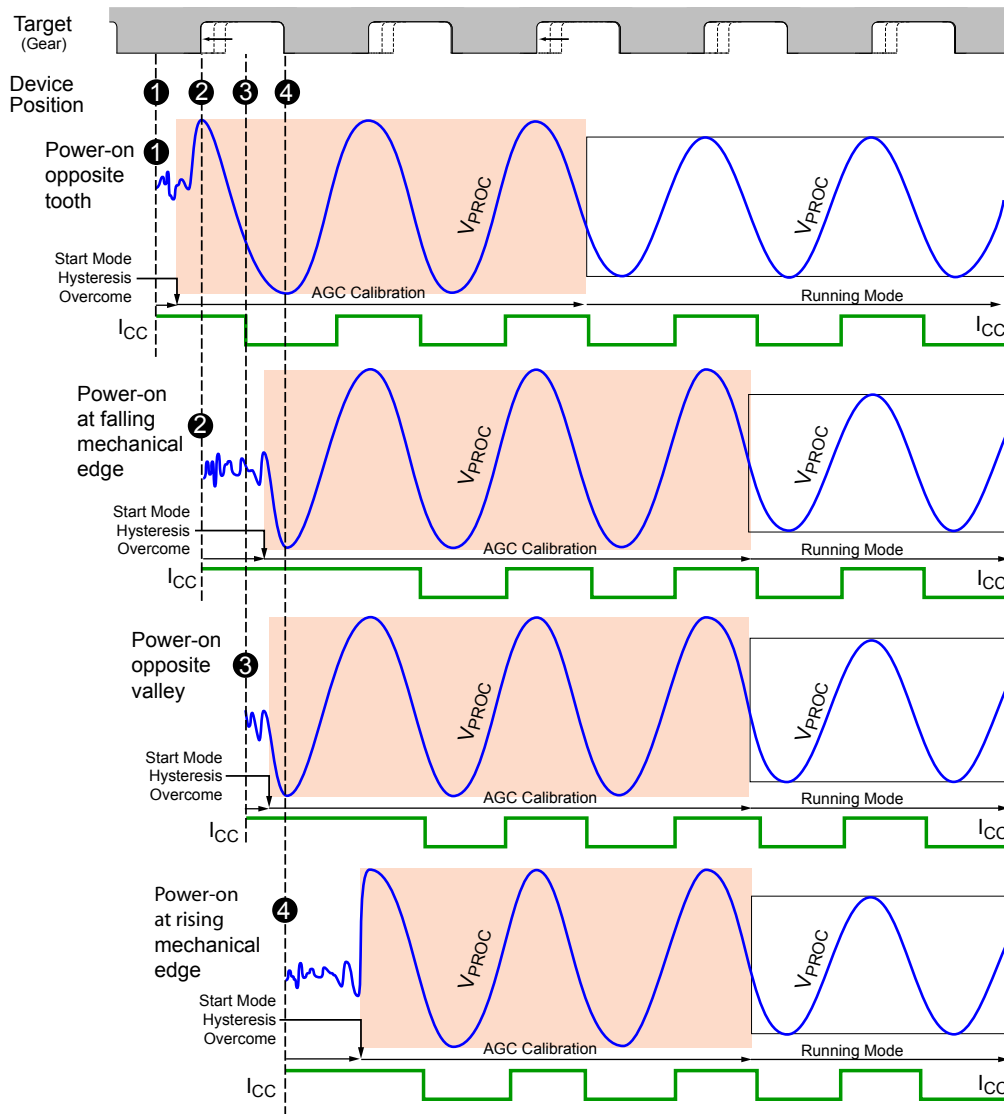 Target
(Gear)
Device
Position
1 2 3 4
Power-on
opposite
tooth
1
VPROC
VPROC
Start Mode
Hysteresis
Overcome
AGC Calibration
Running Mode
ICC
ICC
Power-on
at falling
mechanical
edge
2
VPROC
VPROC
Start Mode
Hysteresis
Overcome
AGC Calibration
Running Mode
ICC
ICC
Power-on
opposite
valley
3
VPROC
VPROC
Start Mode
Hysteresis
Overcome
AGC Calibration
Running Mode
ICC
ICC
Power-on
at rising
mechanical
edge
4
VPROC
VPROC
Start Mode
Hysteresis
Overcome
AGC Calibration
Running Mode
ICC
ICC